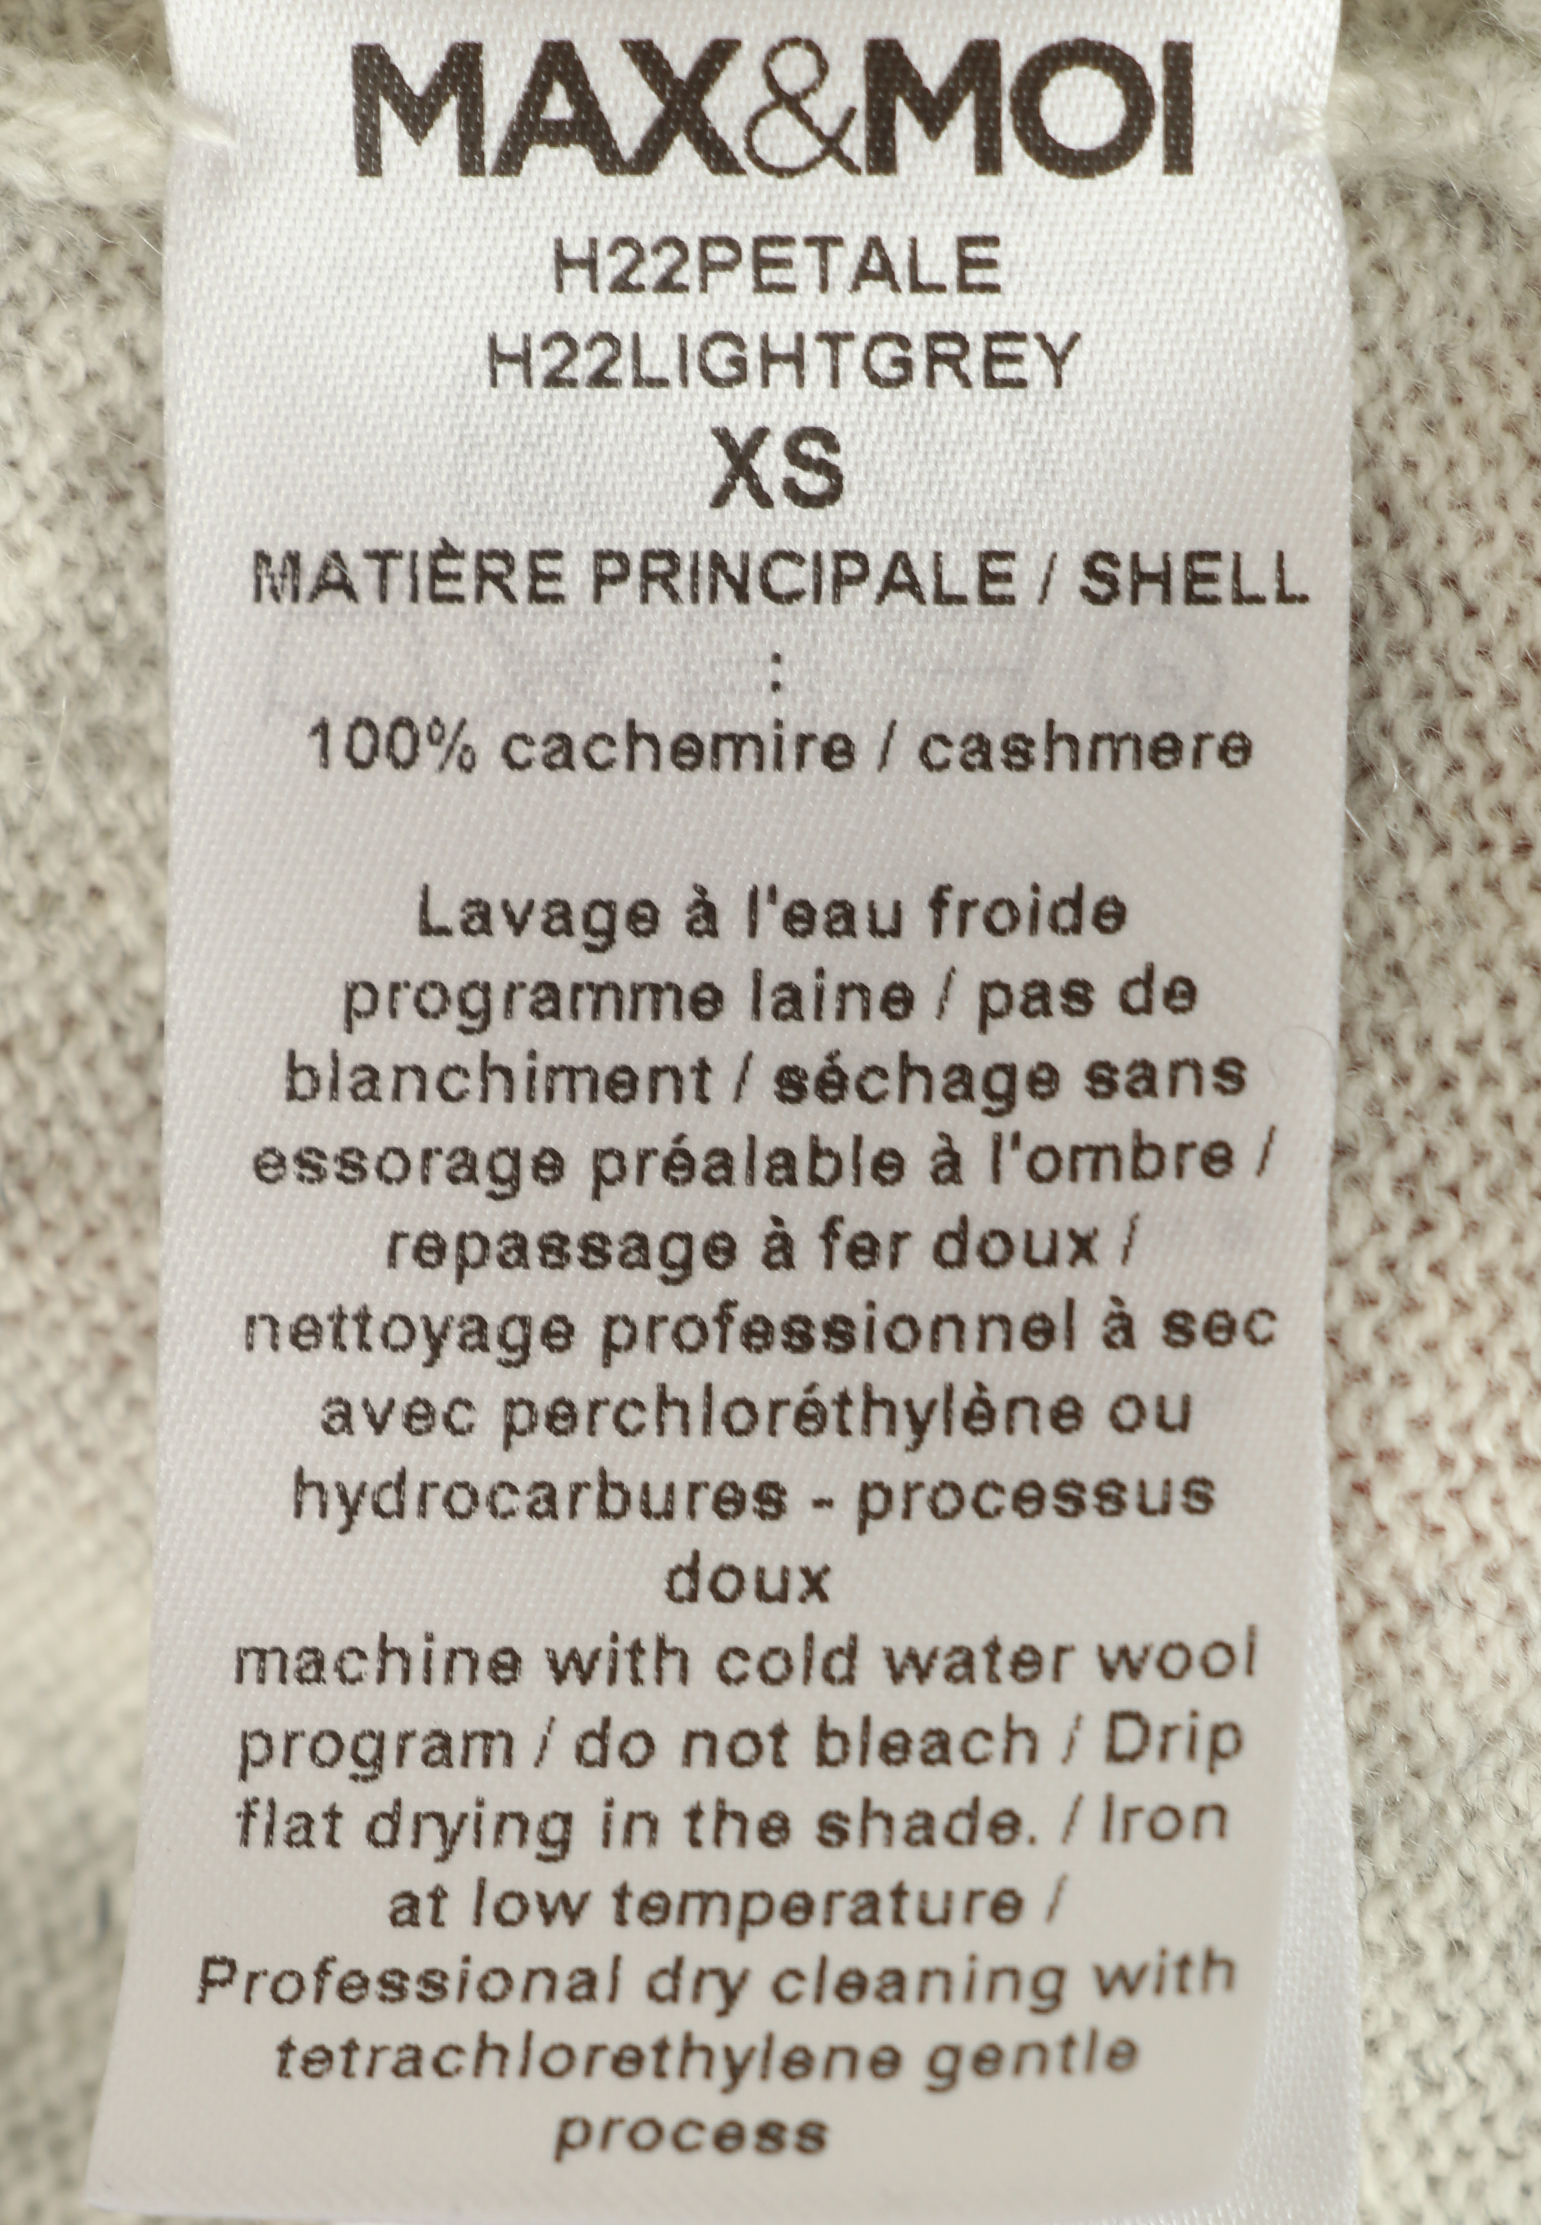 MAX&MOI
H22PETALE
H22LIGHTGREY
XS
MATIÈRE PRINCIPALE / SHELL
:
100% cachemire / cashmere
Lavage à l'eau froide
programme laine / pas de
blanchiment / séchage sans
essorage préalable à l'ombre /
repassage à fer doux /
nettoyage professionnel à sec
avec perchloréthylène ou
hydrocarbures - processus
doux
machine with cold water wool
program / do not bleach / Drip
flat drying in the shade. / Iron
at low temperature /
Professional dry cleaning with
tetrachlorethylene gentle
process